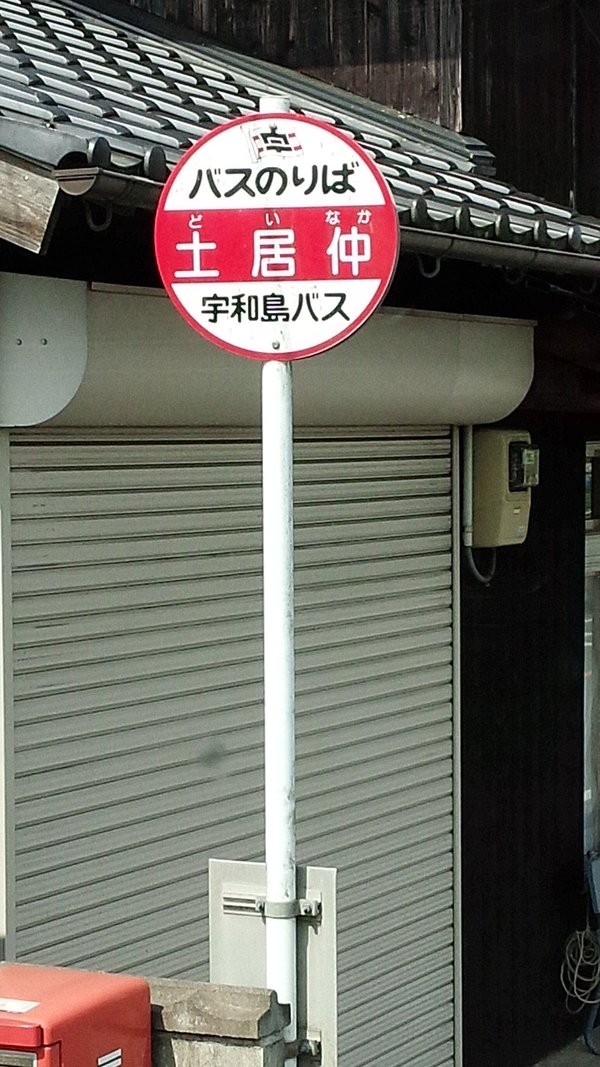 バスのりば
どいなか
土居仲
宇和島バス